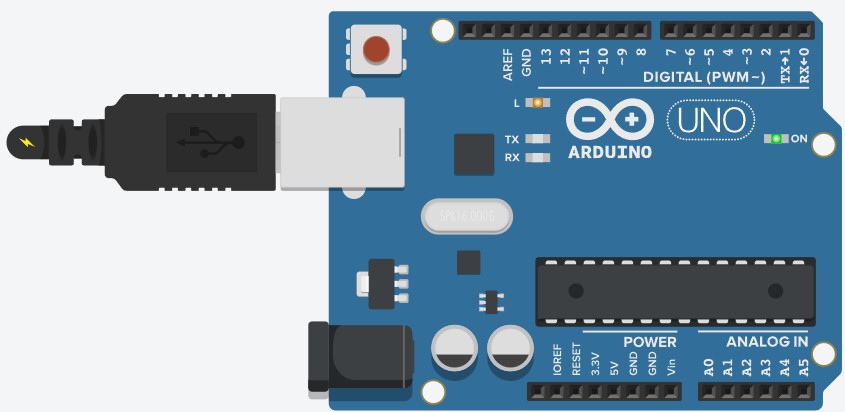 AREF
GND
13
12
~11
~10
~9
8
7
~6
~5
4
~3
2
TX→1
RX←0
DIGITAL (PWM~)
L
TX
RX
ARDUINO
UNO
ON
SPK16.000G
POWER
ANALOG IN
IOREF
RESET
3.3V
5V
GND
GND
Vin
A0
A1
A2
A3
A4
A5